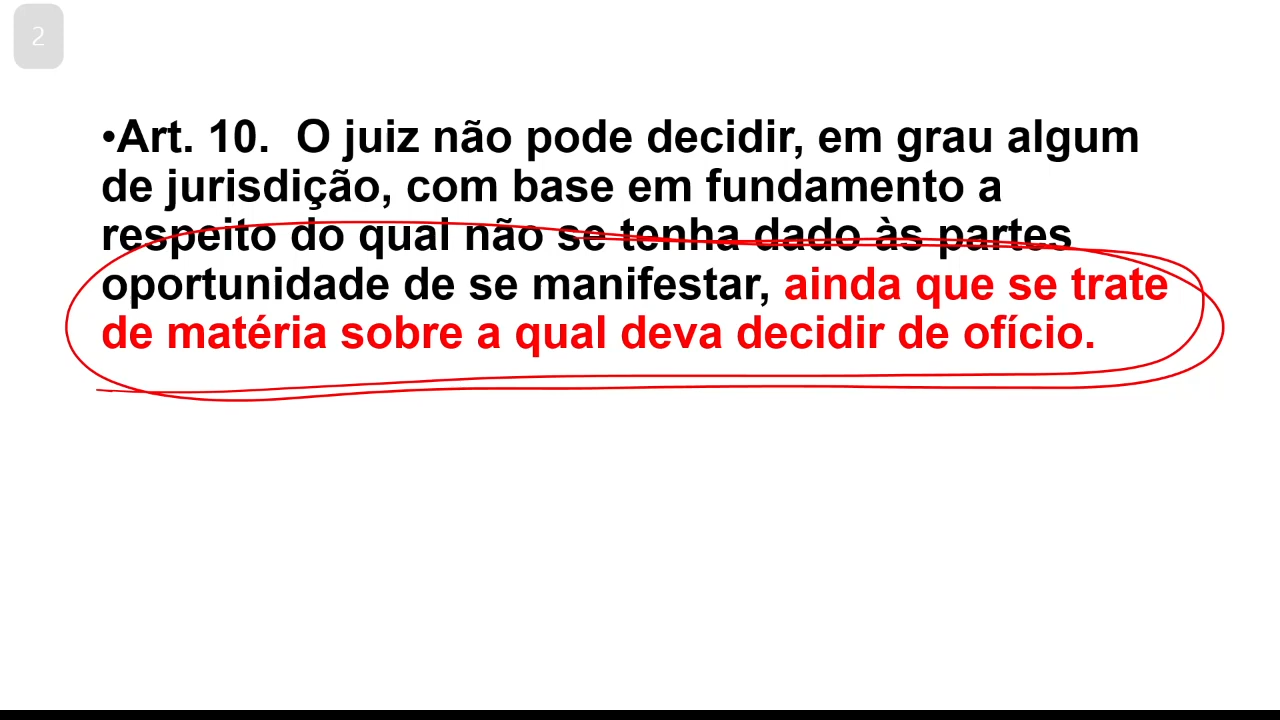 2
•Art. 10. O juiz não pode decidir, em grau algum
de jurisdição, com base em fundamento a
respeito do qual não se tenha dado às partes
oportunidade de se manifestar, ainda que se trate
de matéria sobre a qual deva decidir de ofício.